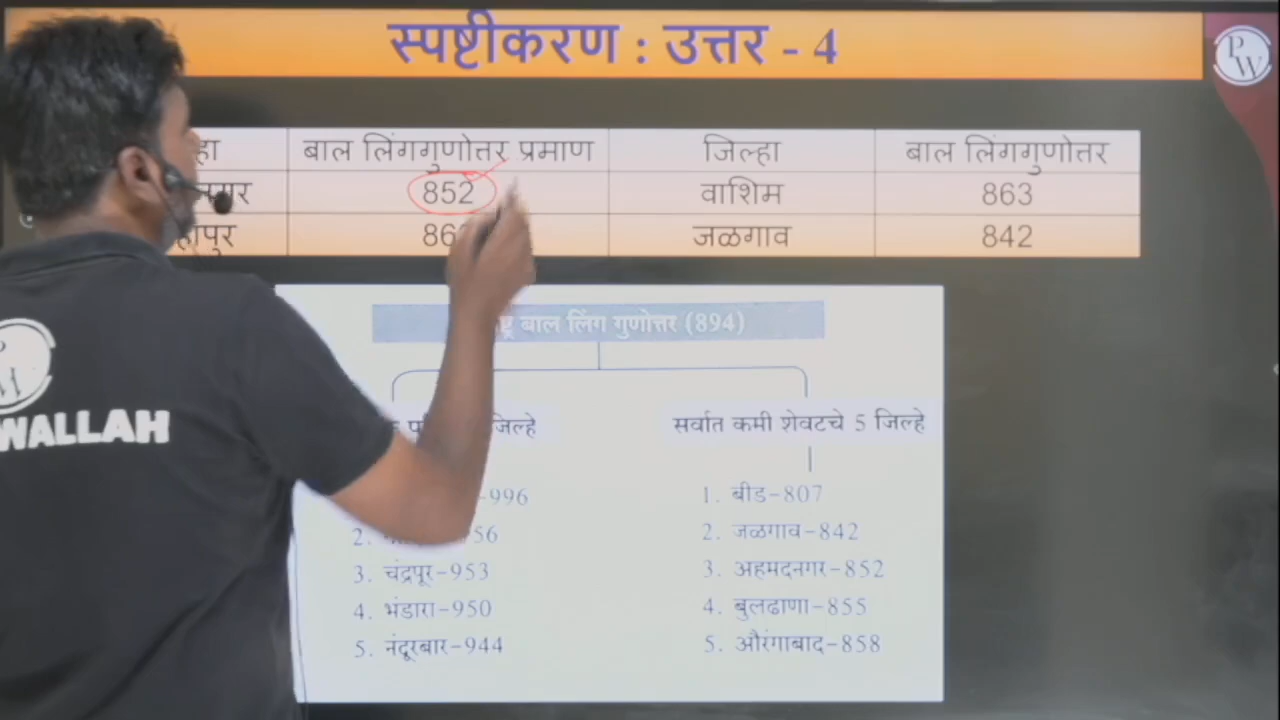 स्पष्टीकरण : उत्तर - 4
PW
बाल लिंगगुणोत्तर प्रमाण जिल्हा बाल लिंगगुणोत्तर
852 वाशिम 863
जळगाव 842
बाल लिंग गुणोत्तर (894)
जिल्हे सर्वात कमी शेवटचे 5 जिल्हे
-996 1. बीड-807
2. 2. जळगाव-842
3. चंद्रपूर-953 3. अहमदनगर-852
4. भंडारा-950 4. बुलढाणा-855
5. नंदूरबार-944 5. औरंगाबाद-858
WALLAH